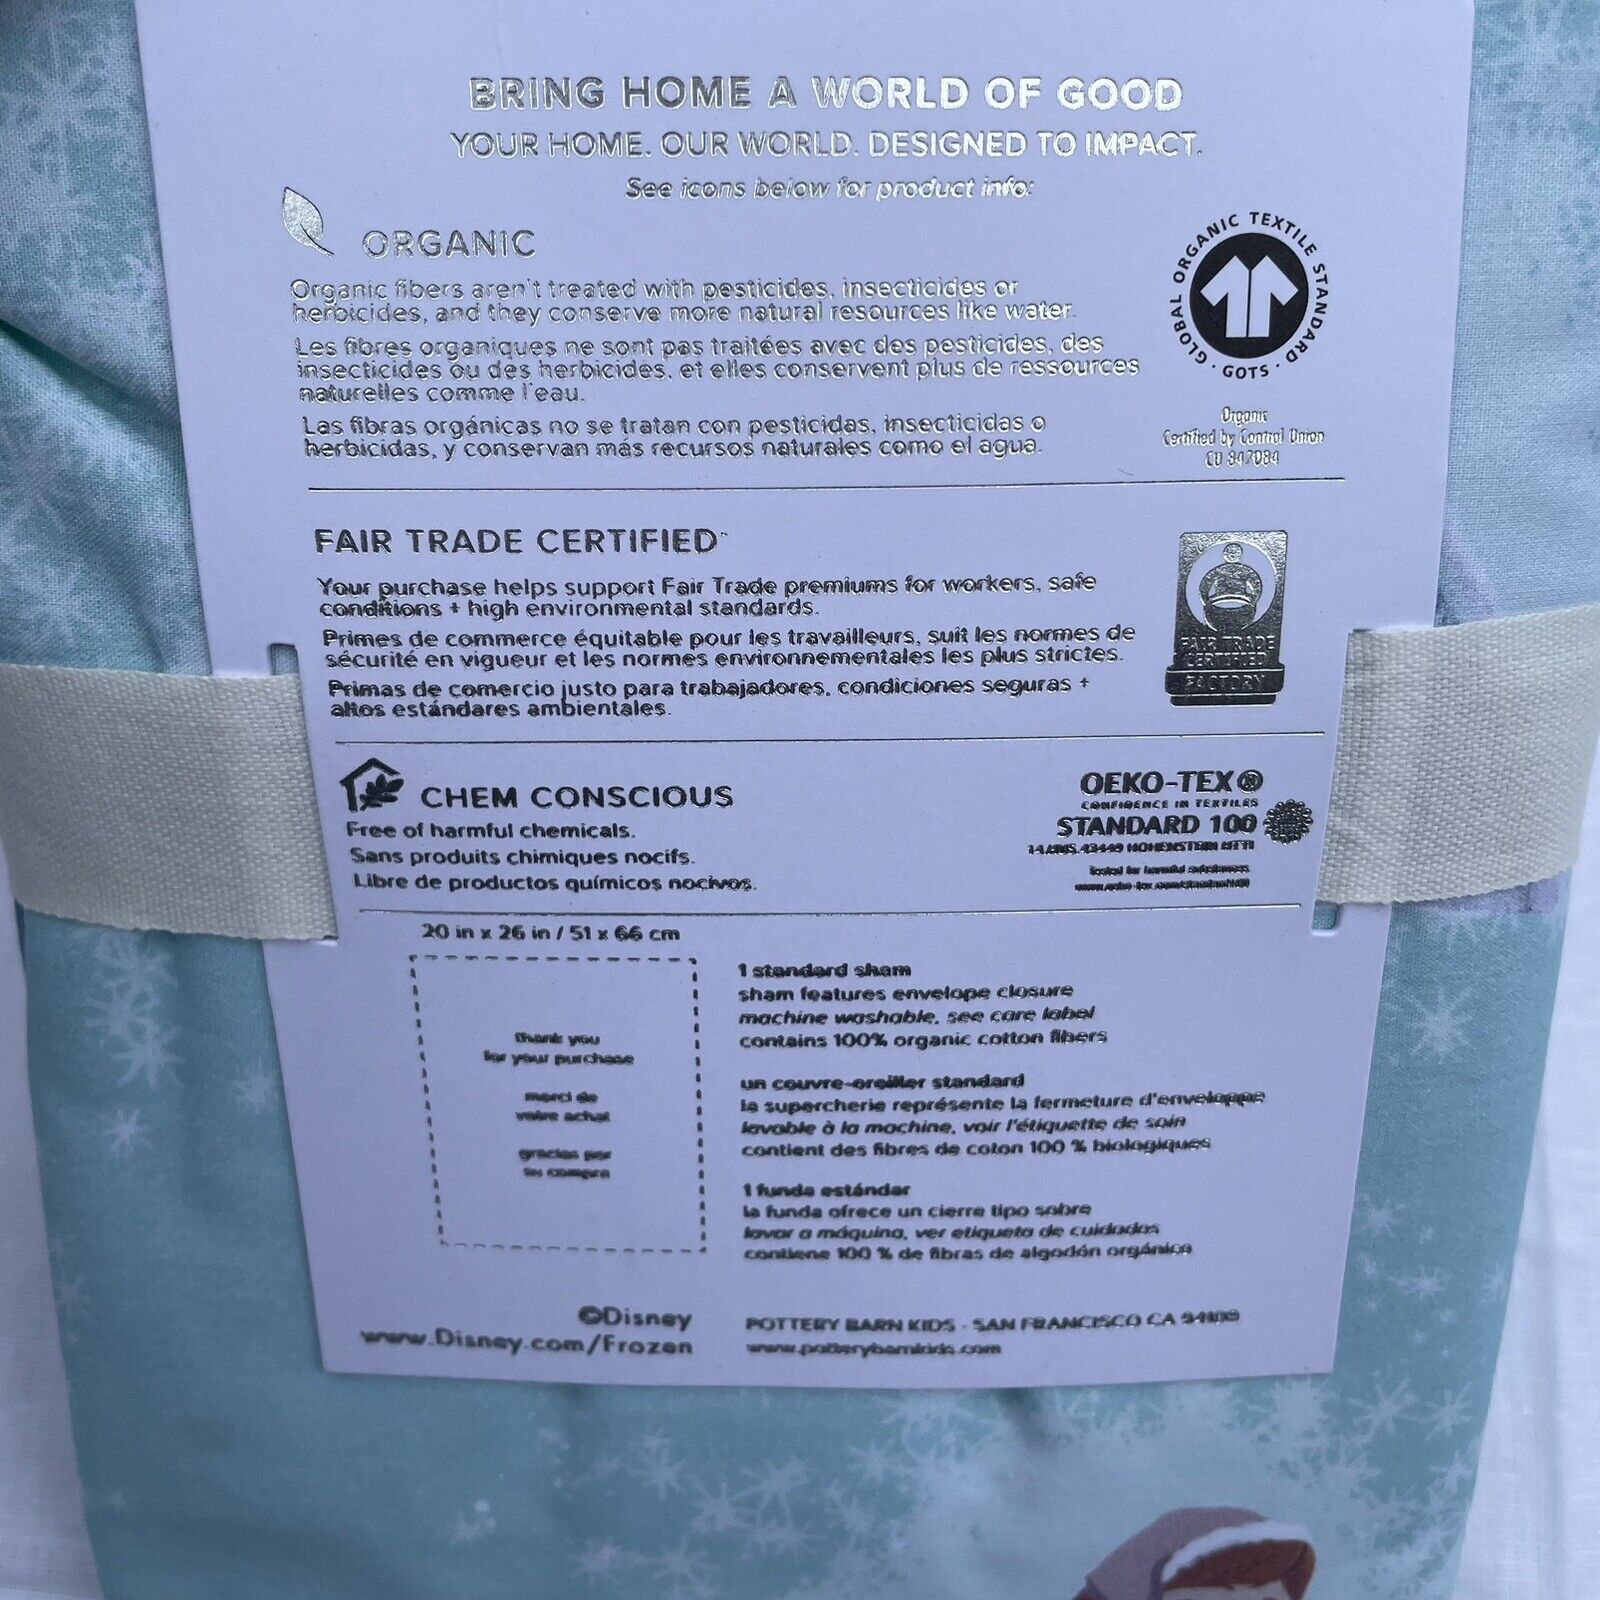 BRING HOME A WORLD OF GOOD
YOUR HOME. OUR WORLD. DESIGNED TO IMPACT.
See icons below for product info:
ORGANIC
Organic fibers aren't treated with pesticides, insecticides or
herbicides, and they conserve more natural resources like water.
Les fibres organiques ne sont pas traitées avec des pesticides, des
insecticides ou des herbicides, et elles conservent plus de ressources
naturelles comme l'eau.
Las fibras orgánicas no se tratan con pesticidas, insecticidas o
herbicidas, y conservan más recursos naturales como el agua.
GLOBAL ORGANIC TEXTILE STANDARD
· GOTS ·
Organic
Certified by Control Union
CU 847084
FAIR TRADE CERTIFIED™
Your purchase helps support Fair Trade premiums for workers, safe
conditions + high environmental standards.
Primes de commerce équitable pour les travailleurs, suit les normes de
sécurité en vigueur et les normes environnementales les plus strictes.
Primas de comercio justo para trabajadores, condiciones seguras +
altos estándares ambientales.
FAIR TRADE
CERTIFIED
FACTORY
CHEM CONSCIOUS
Free of harmful chemicals.
Sans produits chimiques nocifs.
Libre de productos químicos nocivos.
OEKO-TEX®
CONFIDENCE IN TEXTILES
STANDARD 100
HOHENSTEIN HTTI
Tested for harmful substances
www.oeko-tex.com/standard100
20 in x 26 in / 51 x 66 cm
thank you
for your purchase
merci de
votre achat
gracias por
su compra
1 standard sham
sham features envelope closure
machine washable, see care label
contains 100% organic cotton fibers
un couvre-oreiller standard
la supercherie représente la fermeture d'enveloppe
lavable à la machine, voir l'étiquette de soin
contient des fibres de coton 100 % biologiques
1 funda estándar
la funda ofrece un cierre tipo sobre
lavar a máquina, ver etiqueta de cuidados
contiene 100 % de fibras de algodón orgánico
©Disney
www.Disney.com/Frozen
POTTERY BARN KIDS · SAN FRANCISCO CA 94109
www.potterybarnkids.com